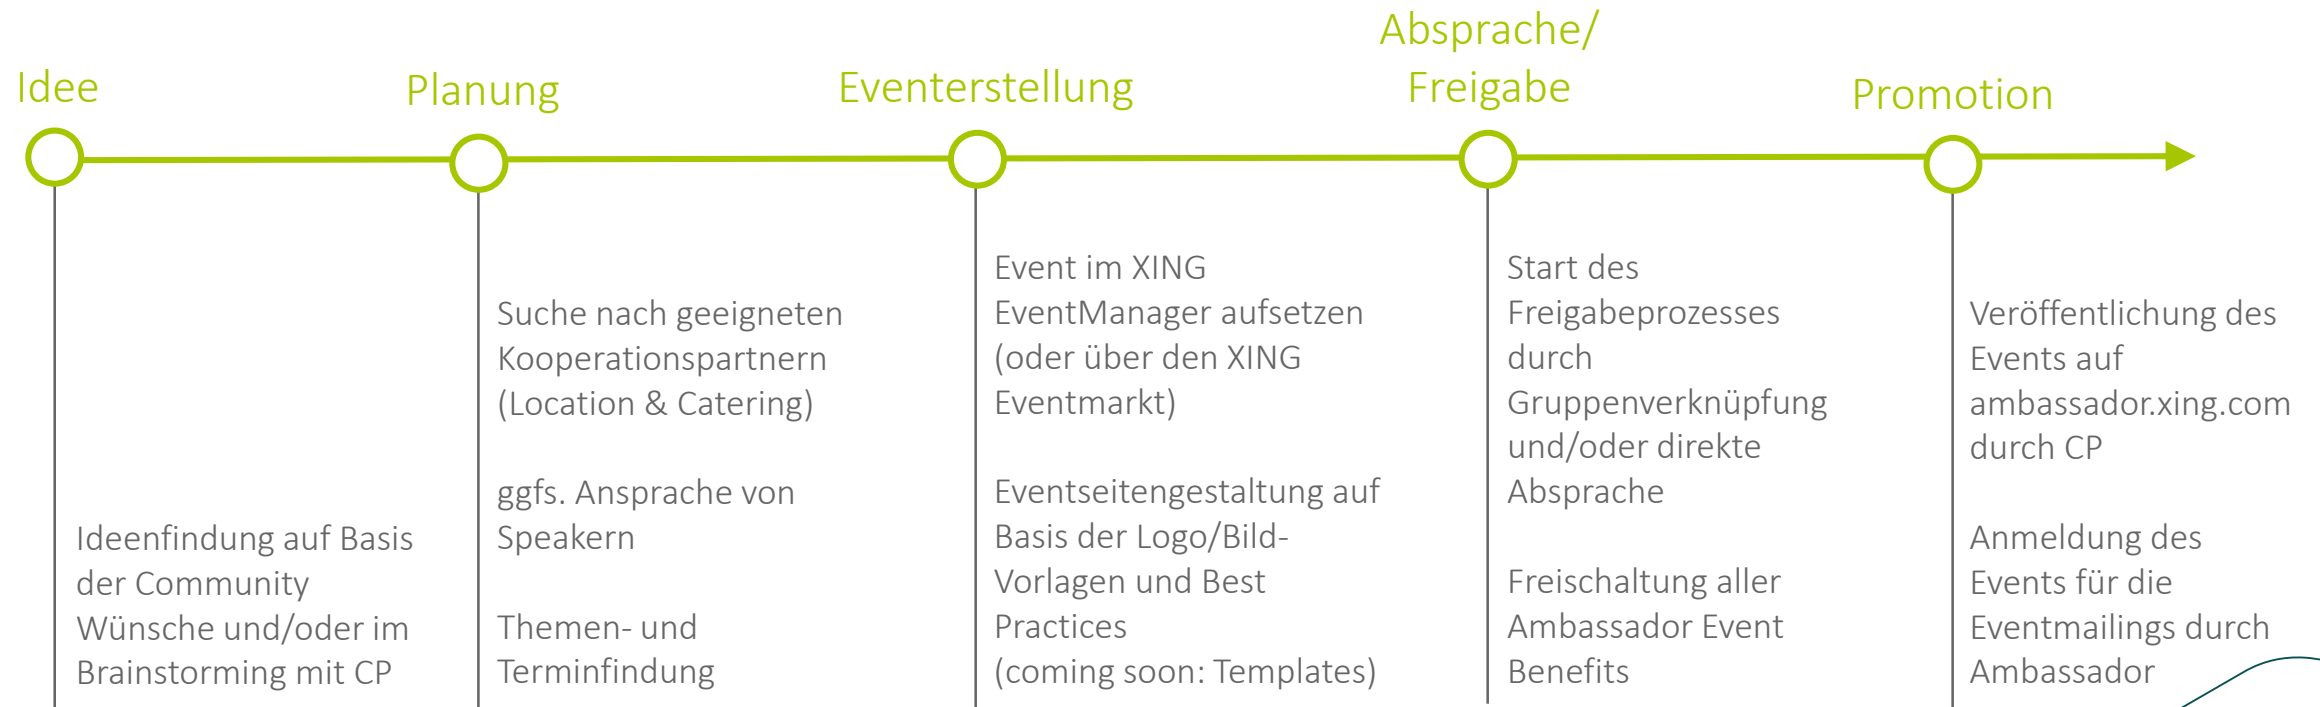 Idee
Ideenfindung auf Basis
der Community
Wünsche und/oder im
Brainstorming mit CP
Planung
Suche nach geeigneten
Kooperationspartnern
(Location & Catering)
ggfs. Ansprache von
Speakern
Themen- und
Terminfindung
Eventerstellung
Event im XING
EventManager aufsetzen
(oder über den XING
Eventmarkt)
Eventseitengestaltung auf
Basis der Logo/Bild-
Vorlagen und Best
Practices
(coming soon: Templates)
Absprache/
Freigabe
Start des
Freigabeprozesses
durch
Gruppenverknüpfung
und/oder direkte
Absprache
Freischaltung aller
Ambassador Event
Benefits
Promotion
Veröffentlichung des
Events auf
ambassador.xing.com
durch CP
Anmeldung des
Events für die
Eventmailings durch
Ambassador